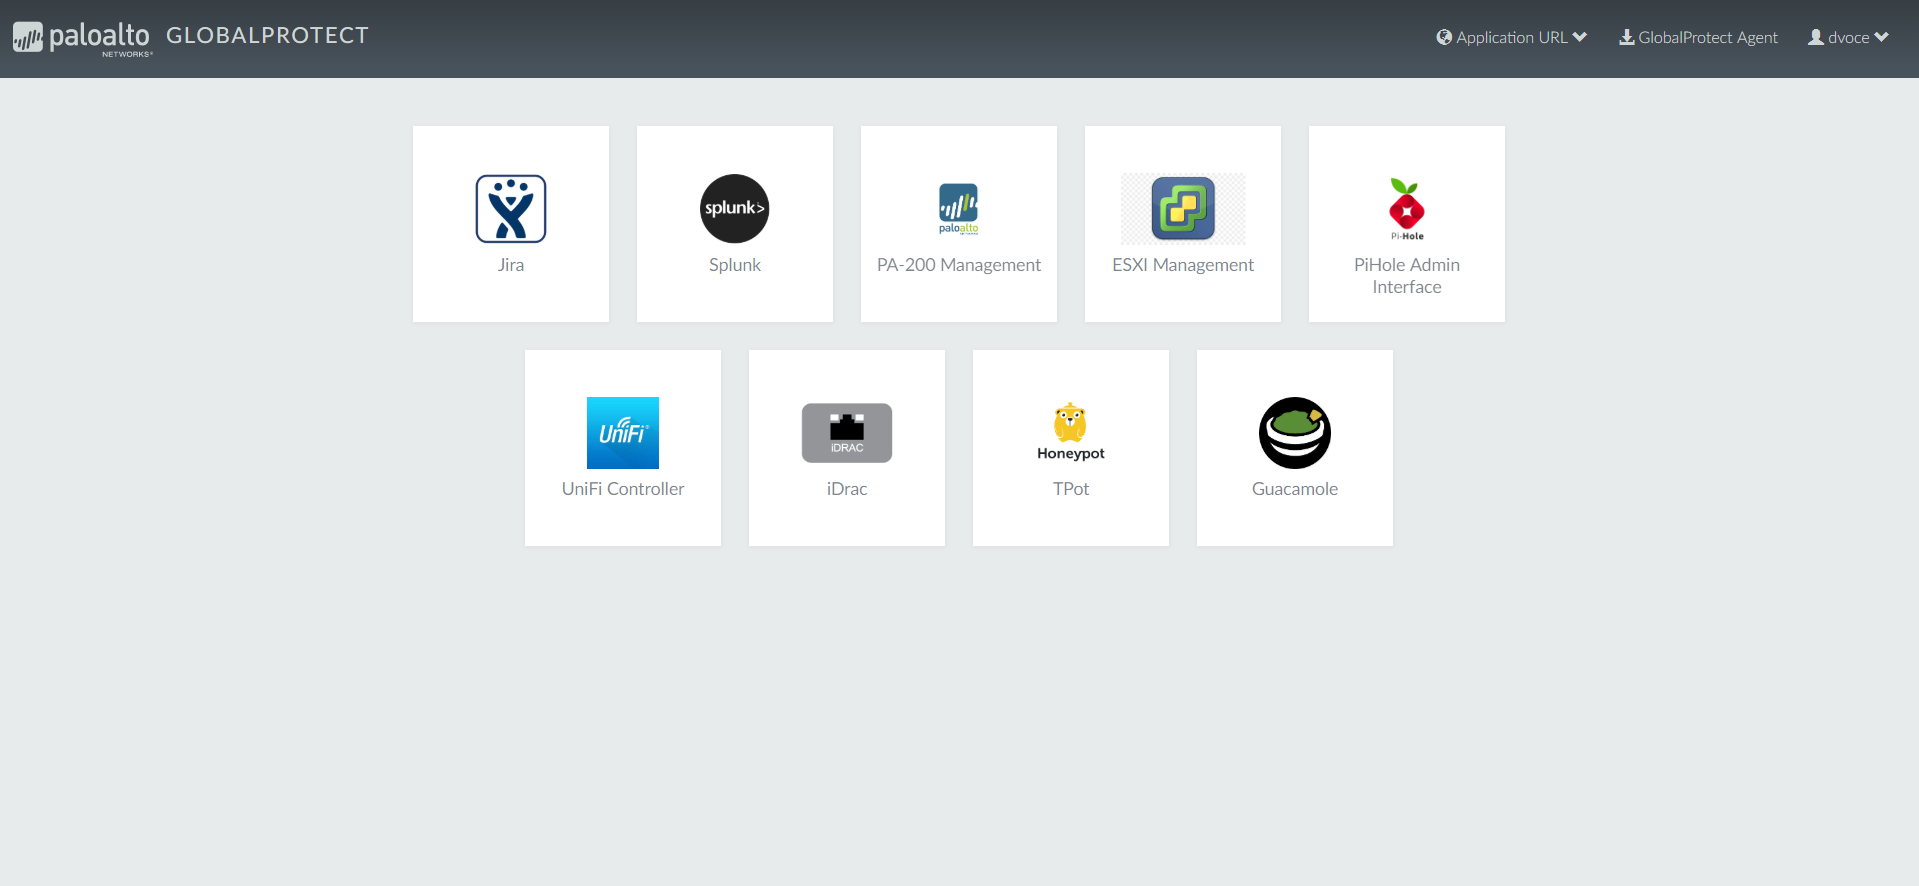 paloalto
NETWORKS®
GLOBALPROTECT
Application URL
GlobalProtect Agent
dvoce
Jira
splunk>
Splunk
paloalto
NETWORKS
PA-200 Management
ESXI Management
Pi-Hole
PiHole Admin
Interface
UniFi®
UniFi Controller
iDRAC
iDrac
Honeypot
TPot
Guacamole